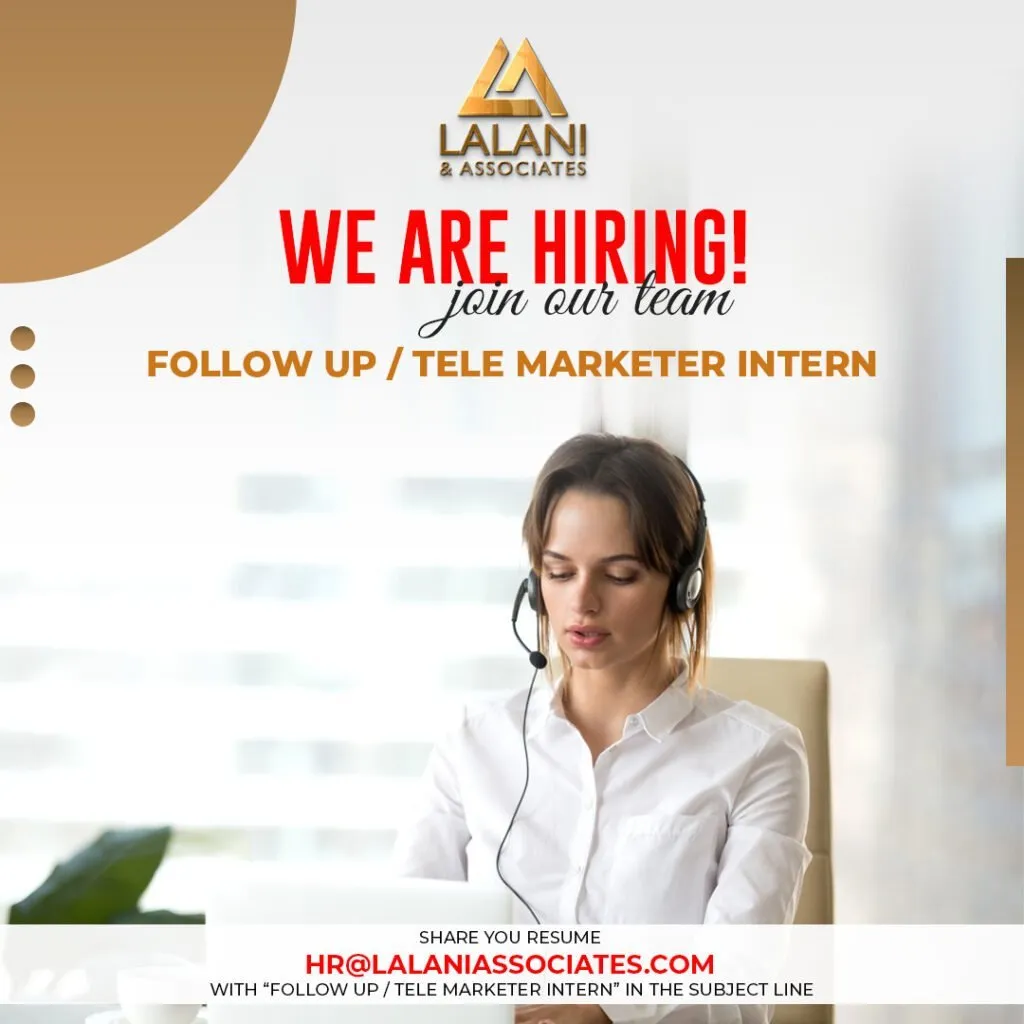 LALANI
& ASSOCIATES
WE ARE HIRING!
join our team
FOLLOW UP / TELE MARKETER INTERN
SHARE YOU RESUME
HR@LALANIASSOCIATES.COM
WITH “FOLLOW UP / TELE MARKETER INTERN” IN THE SUBJECT LINE